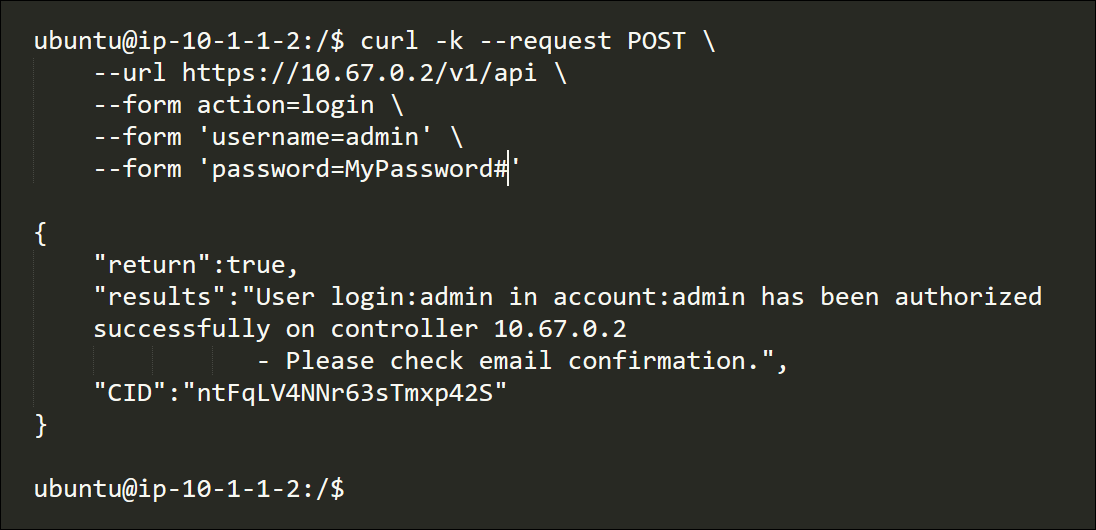 ubuntu@ip-10-1-1-2:/$ curl -k --request POST \
--url https://10.67.0.2/v1/api \
--form action=login \
--form 'username=admin' \
--form 'password=MyPassword#'
{
"return":true,
"results":"User login:admin in account:admin has been authorized
successfully on controller 10.67.0.2
- Please check email confirmation.",
"CID":"ntFqLV4NNr63sTmxp42S"
}
ubuntu@ip-10-1-1-2:/$